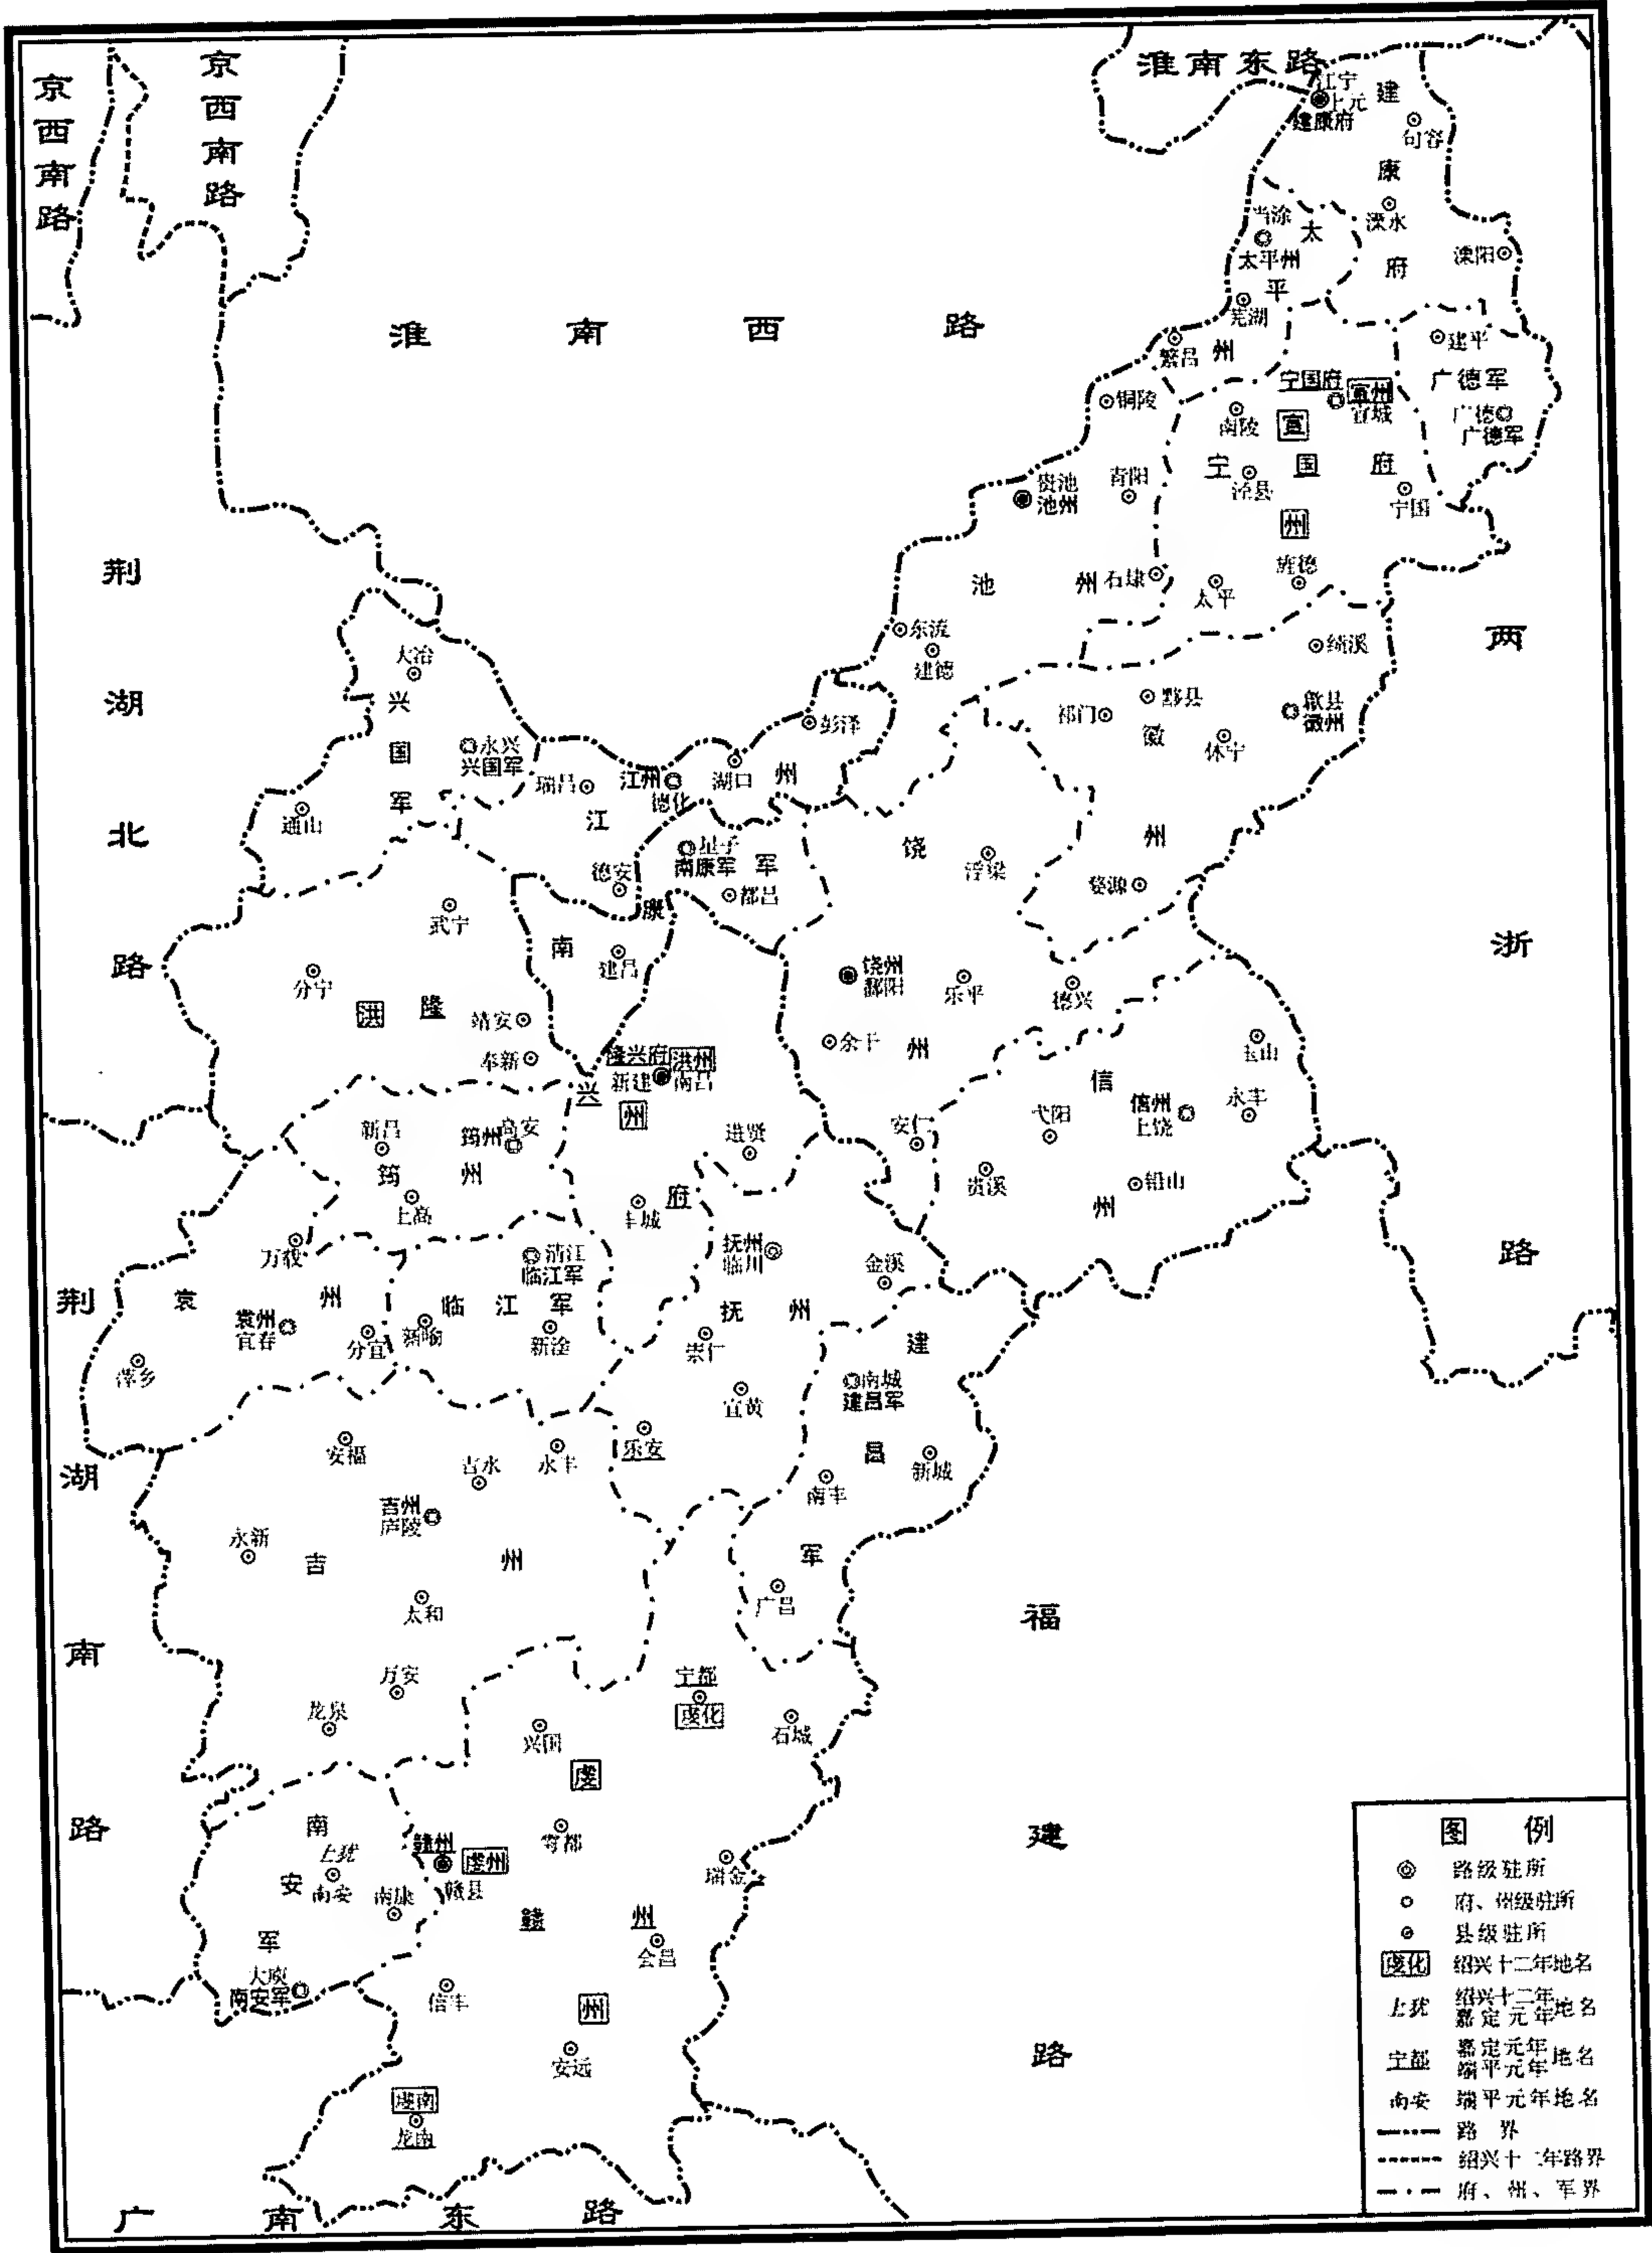 京西南路
京西南路
淮南东路
淮南西路
荆湖北路
荆湖南路
两浙路
福建路
广南东路
江宁
上元
建康府
句容
建康府
溧水
溧阳
当涂
太平州
太平州
芜湖
繁昌
建平
广德军
广德
广德军
铜陵
宁国府
宣州
宣城
南陵
宣州
宁国府
泾县
宁国
贵池
池州
青阳
池州
石埭
太平
旌德
东流
建德
绩溪
歙县
徽州
黟县
祁门
休宁
徽州
婺源
彭泽
大冶
兴国军
永兴
兴国军
通山
瑞昌
江州
德化
湖口
江州
德安
星子
南康军
都昌
南康军
建昌
饶州
浮梁
饶州
鄱阳
乐平
德兴
余干
安仁
武宁
分宁
洪州
隆兴府
靖安
奉新
隆兴府
洪州
新建
南昌
进贤
丰城
玉山
信州
信州
上饶
永丰
弋阳
贵溪
铅山
新昌
筠州
高安
筠州
上高
万载
袁州
袁州
宜春
分宜
萍乡
清江
临江军
临江军
新喻
新淦
抚州
临川
金溪
抚州
崇仁
宜黄
乐安
建昌军
南城
建昌军
新城
南丰
广昌
安福
吉水
永丰
吉州
庐陵
永新
吉州
太和
万安
龙泉
宁都
虔化
石城
兴国
虔州
雩都
赣州
虔州
赣县
瑞金
赣州
会昌
南安军
上犹
南安
南康
大庾
南安军
信丰
安远
虔南
龙南
图例
路级驻所
府、州级驻所
县级驻所
虔化 绍兴十二年地名
上犹 绍兴十二年
嘉定元年地名
宁都 嘉定元年
端平元年地名
南安 端平元年地名
路界
绍兴十二年路界
府、州、军界